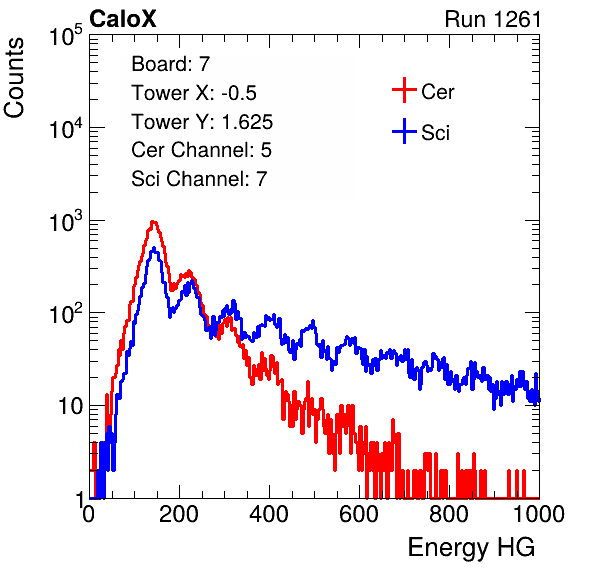 CaloX Run 1261
Counts
Board: 7
Tower X: -0.5
Tower Y: 1.625
Cer Channel: 5
Sci Channel: 7
Cer
Sci
10^5
10^4
10^3
10^2
10
1
0 200 400 600 800 1000
Energy HG